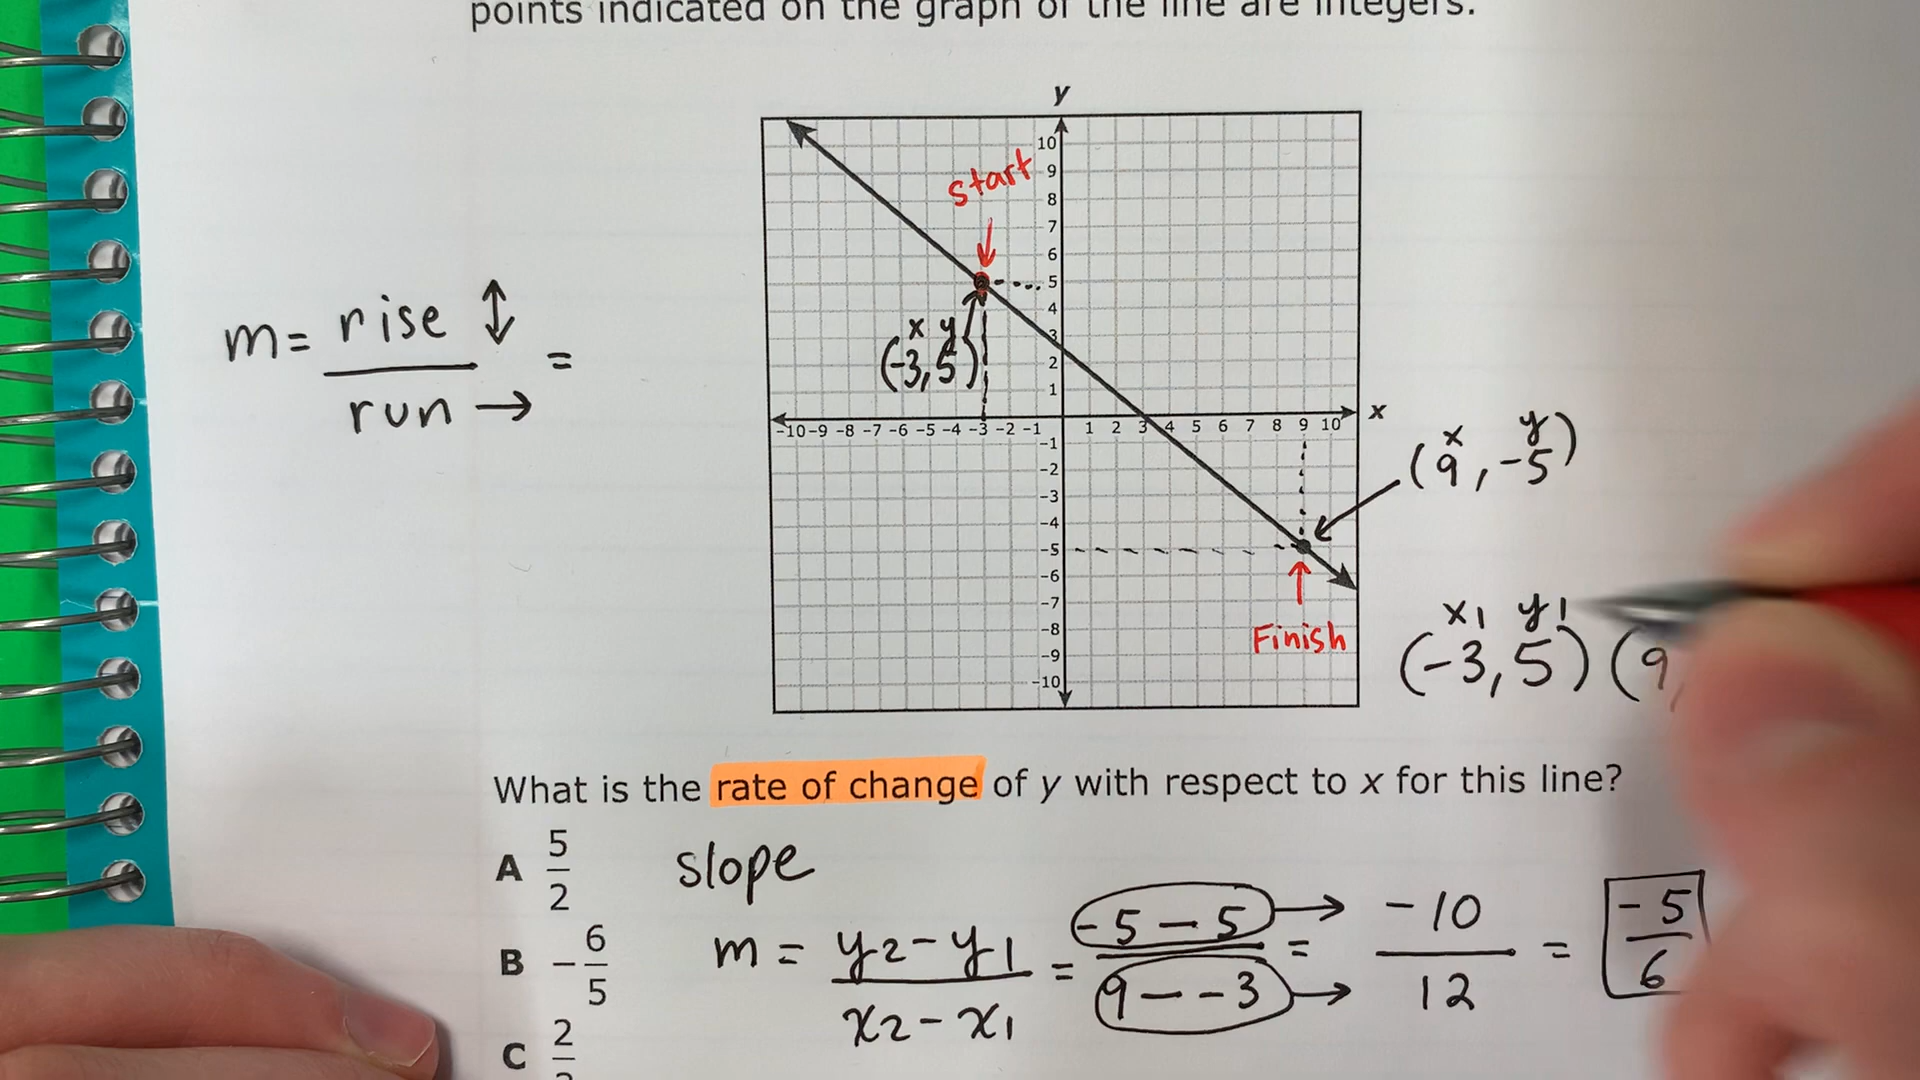 points indicated on the graph of the line are integers.
y
10
start
9
8
7
6
5
4
m = rise ↕ =
run →
x y
(-3, 5)
3
2
1
x
-10 -9 -8 -7 -6 -5 -4 -3 -2 -1 1 2 3 4 5 6 7 8 9 10
x y
(9, -5)
-1
-2
-3
-4
-5
-6
-7
-8
-9
-10
Finish
x1 y1
(-3, 5) (9,
What is the rate of change of y with respect to x for this line?
A 5/2
slope
B -6/5
m = y2 - y1 / x2 - x1 = -5 - 5 / 9 - -3 → = -10 / 12 = -5/6
C 2